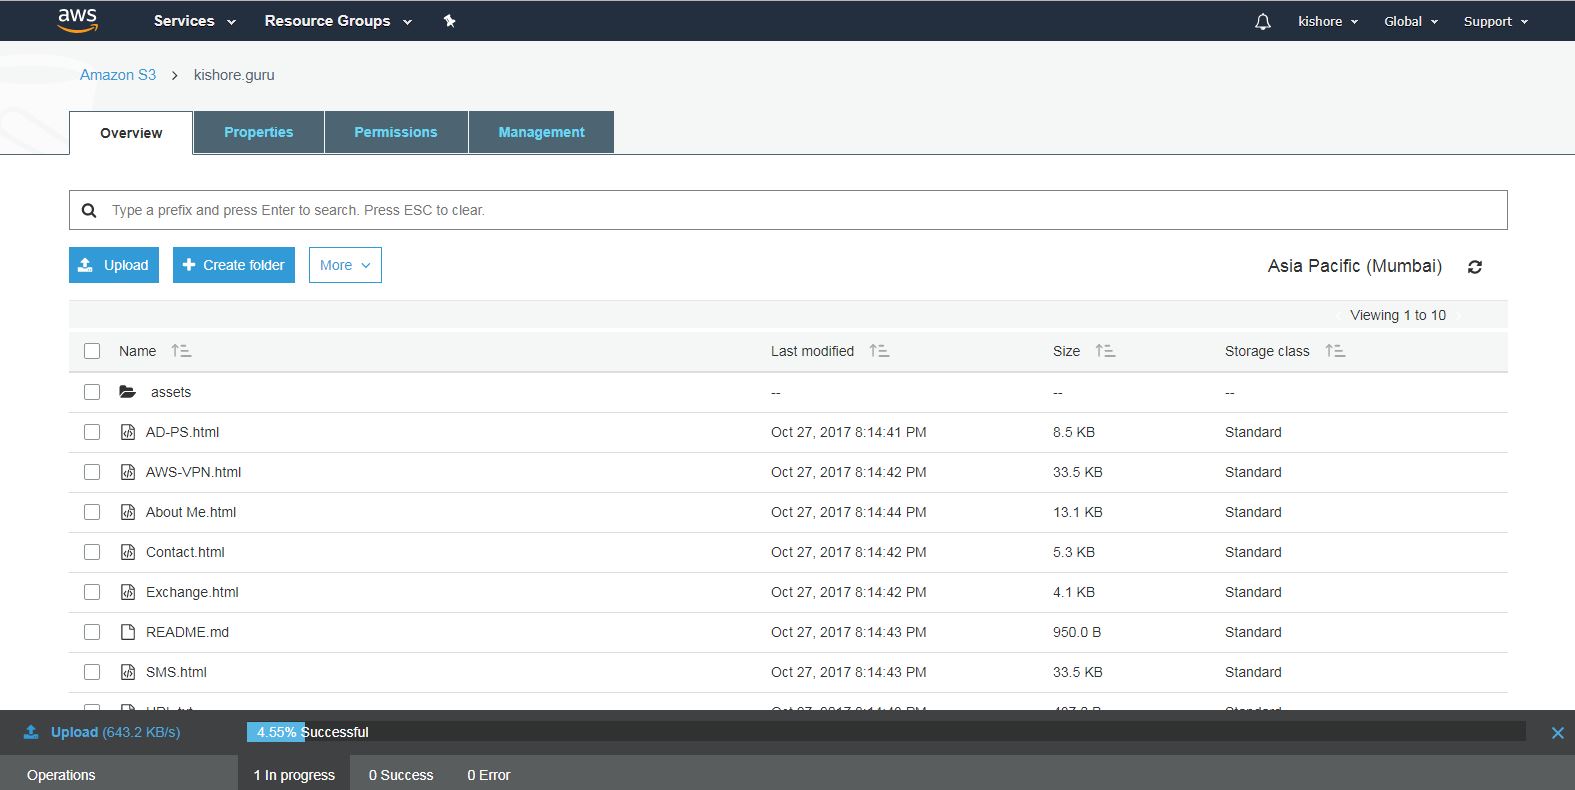 aws Services Resource Groups kishore Global Support
Amazon S3 > kishore.guru
Overview Properties Permissions Management
Type a prefix and press Enter to search. Press ESC to clear.
Upload Create folder More Asia Pacific (Mumbai)
Viewing 1 to 10
Name Last modified Size Storage class
assets -- -- --
AD-PS.html Oct 27, 2017 8:14:41 PM 8.5 KB Standard
AWS-VPN.html Oct 27, 2017 8:14:42 PM 33.5 KB Standard
About Me.html Oct 27, 2017 8:14:44 PM 13.1 KB Standard
Contact.html Oct 27, 2017 8:14:42 PM 5.3 KB Standard
Exchange.html Oct 27, 2017 8:14:42 PM 4.1 KB Standard
README.md Oct 27, 2017 8:14:43 PM 950.0 B Standard
SMS.html Oct 27, 2017 8:14:43 PM 33.5 KB Standard
Upload (643.2 KB/s) 4.55% Successful
Operations 1 In progress 0 Success 0 Error